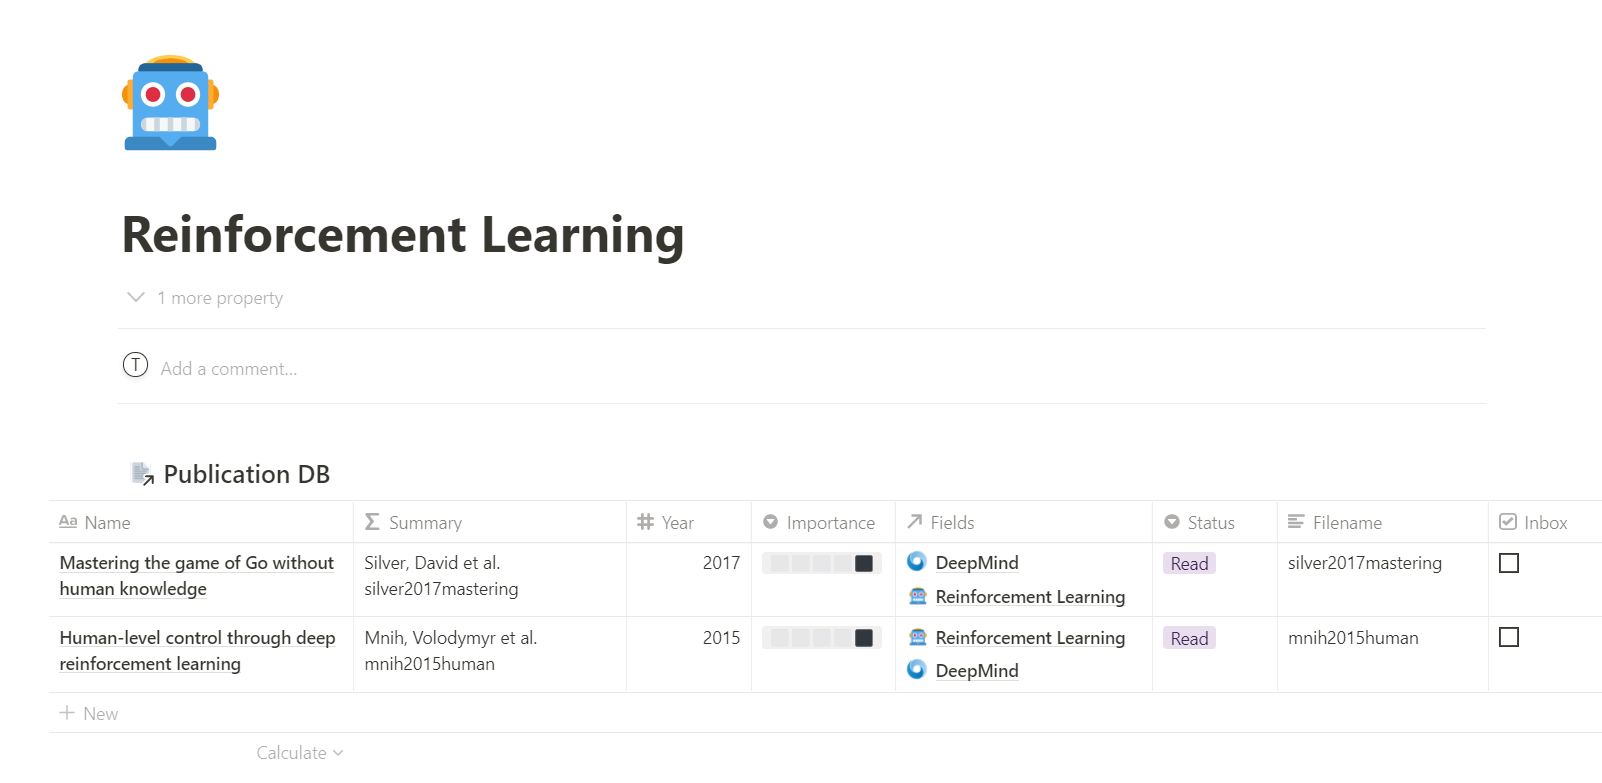 Reinforcement Learning
1 more property
T
Add a comment...
Publication DB
Aa Name
Summary
Year
Importance
Fields
Status
Filename
Inbox
Mastering the game of Go without
human knowledge
Silver, David et al.
silver2017mastering
2017
DeepMind
Reinforcement Learning
Read
silver2017mastering
Human-level control through deep
reinforcement learning
Mnih, Volodymyr et al.
mnih2015human
2015
Reinforcement Learning
DeepMind
Read
mnih2015human
+ New
Calculate